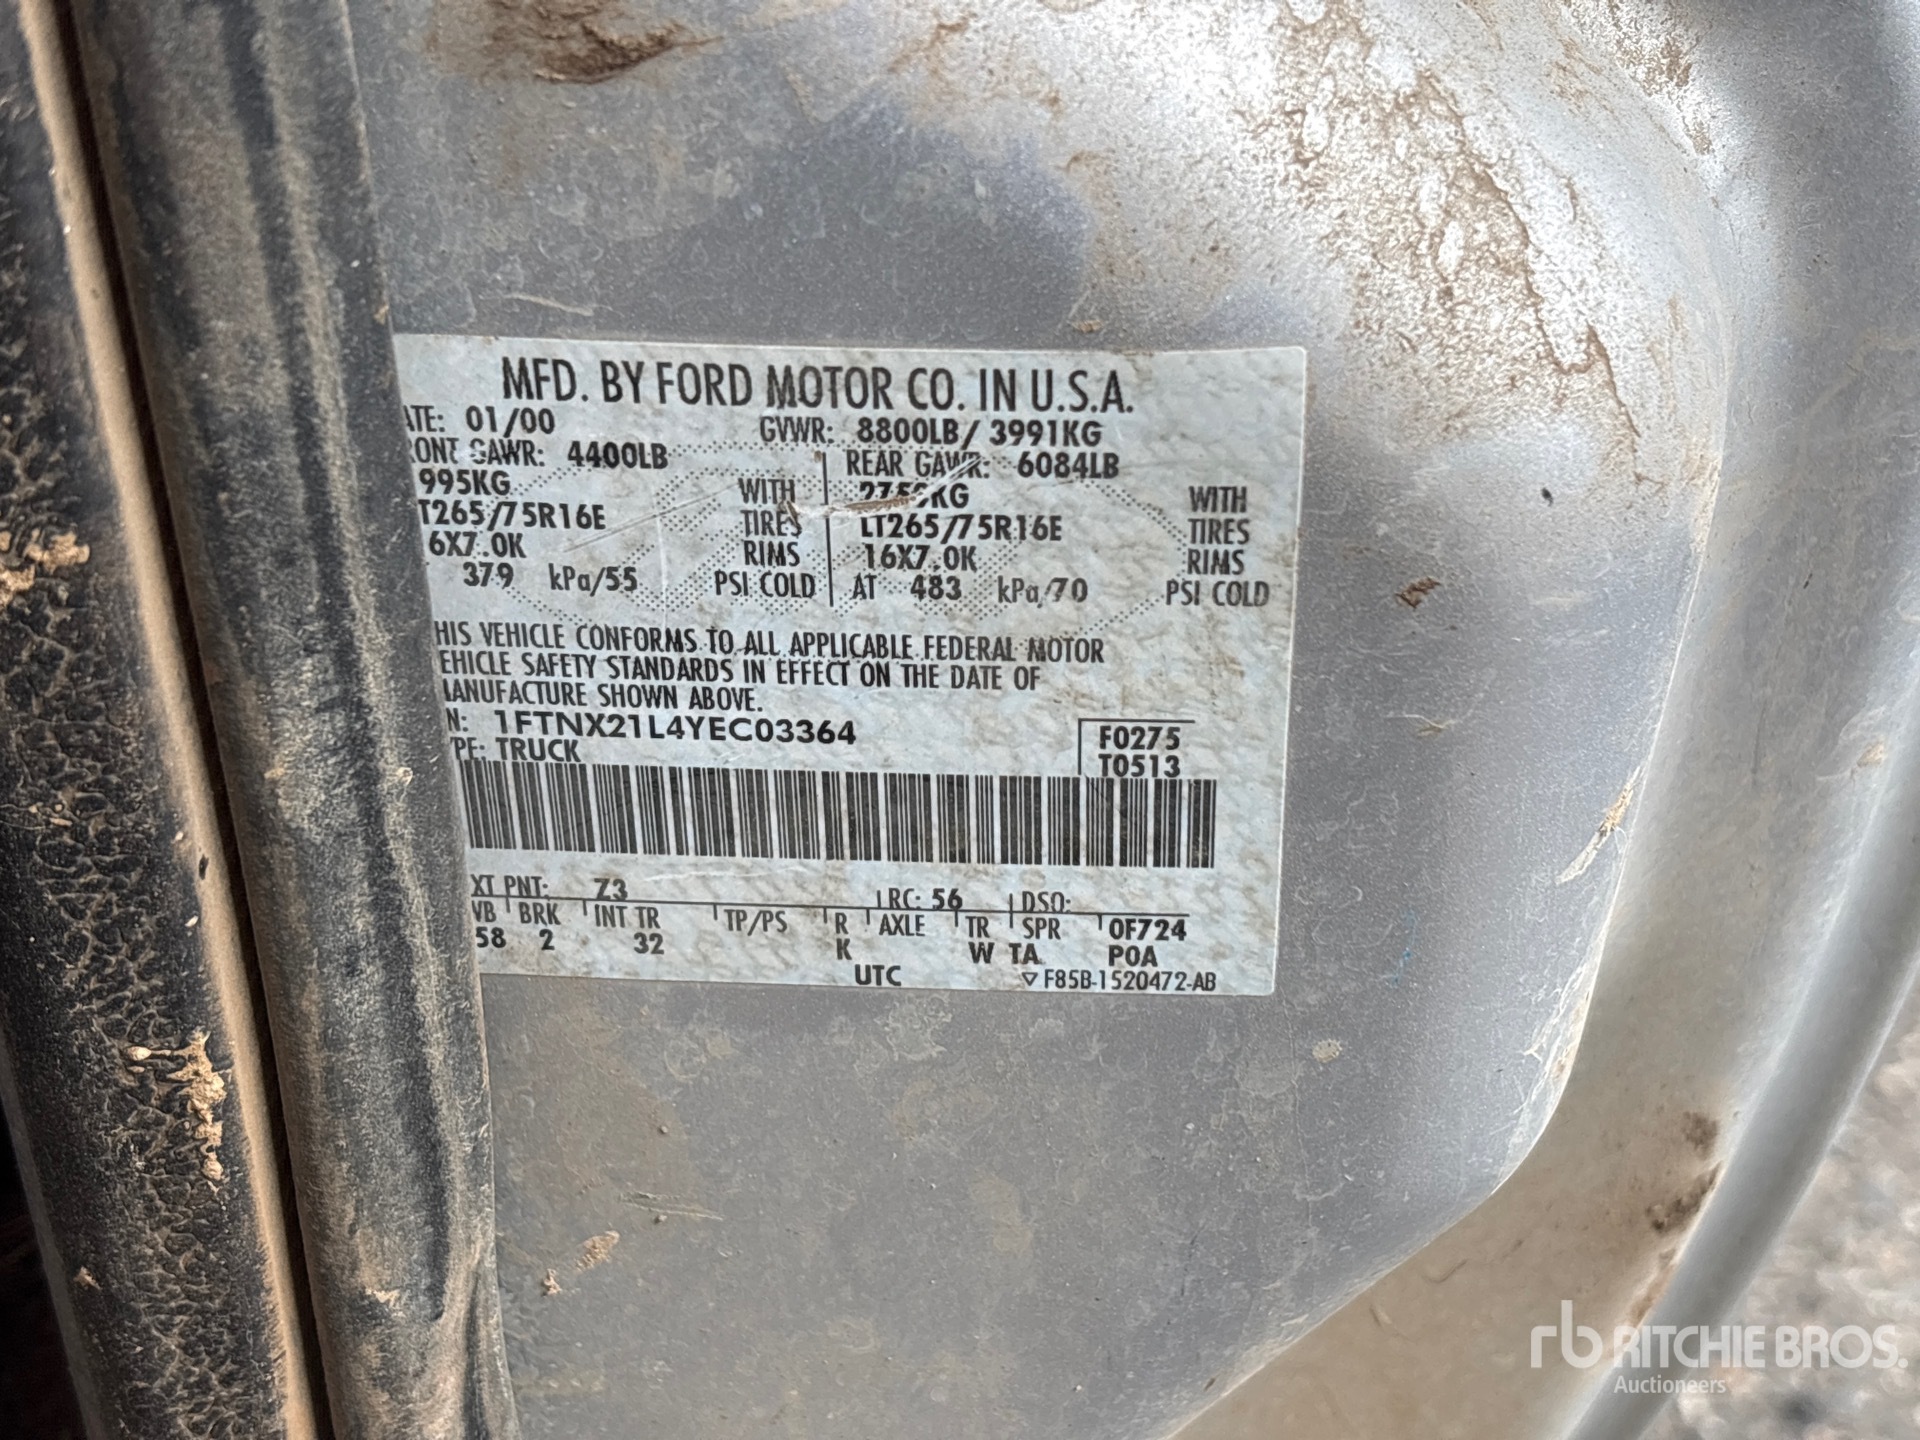 MFD. BY FORD MOTOR CO. IN U.S.A.
ATE: 01/00 GVWR: 8800LB/ 3991KG
ONT GAWR: 4400LB REAR GAWR: 6084LB
995KG WITH 2759KG WITH
T265/75R16E TIRES LT265/75R16E TIRES
6X7.0K RIMS 16X7.0K RIMS
379 kPa/55 PSI COLD AT 483 kPa/70 PSI COLD
HIS VEHICLE CONFORMS TO ALL APPLICABLE FEDERAL MOTOR
EHICLE SAFETY STANDARDS IN EFFECT ON THE DATE OF
ANUFACTURE SHOWN ABOVE.
N: 1FTNX21L4YEC03364 F0275
PE: TRUCK T0513
XT PNT: Z3 RC: 56 DSO:
VB BRK INT TR TP/PS R AXLE TR SPR 0F724
58 2 32 K W TA POA
UTC ▽ F85B-1520472-AB
rb RITCHIE BROS.
Auctioneers